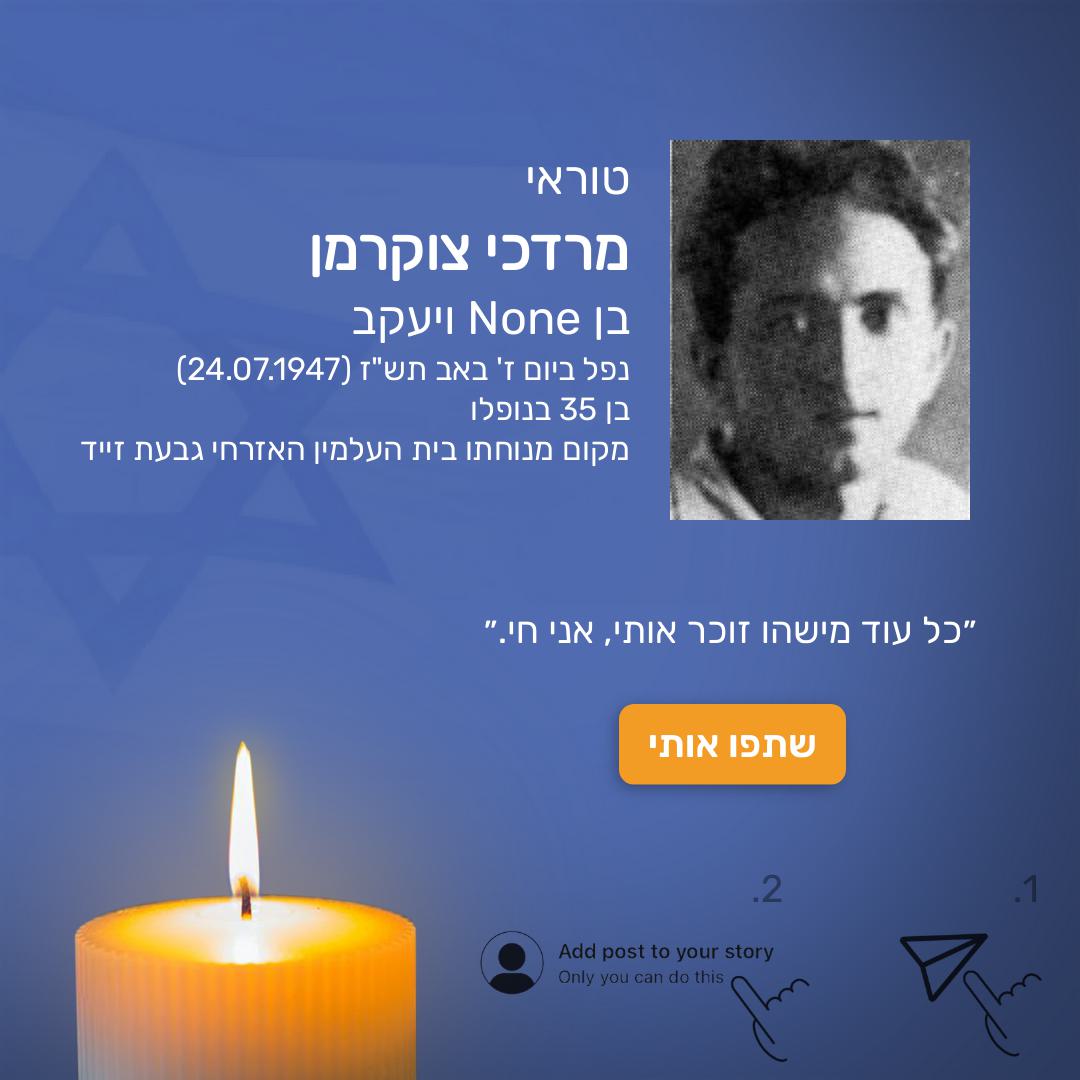 טוראי
מרדכי צוקרמן
בן None ויעקב
נפל ביום ז' באב תש"ז (24.07.1947)
בן 35 בנופלו
מקום מנוחתו בית העלמין האזרחי גבעת זייד
״כל עוד מישהו זוכר אותי, אני חי.״
שתפו אותי
1.
2.
Add post to your story
Only you can do this